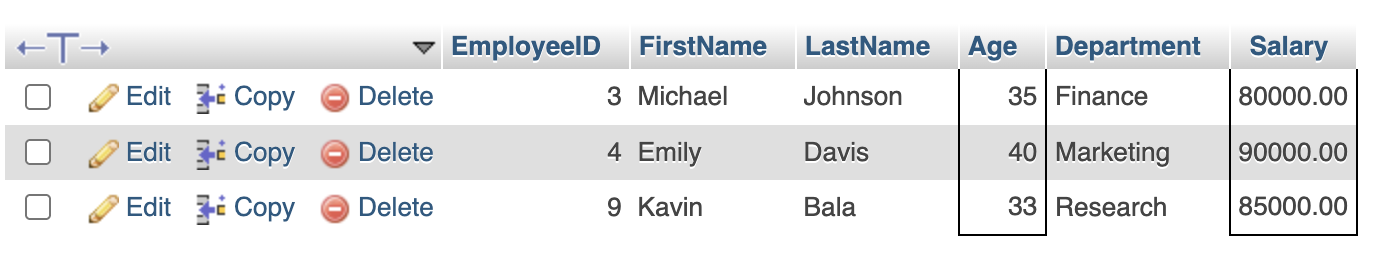 ←T→ EmployeeID FirstName LastName Age Department Salary
Edit Copy Delete 3 Michael Johnson 35 Finance 80000.00
Edit Copy Delete 4 Emily Davis 40 Marketing 90000.00
Edit Copy Delete 9 Kavin Bala 33 Research 85000.00